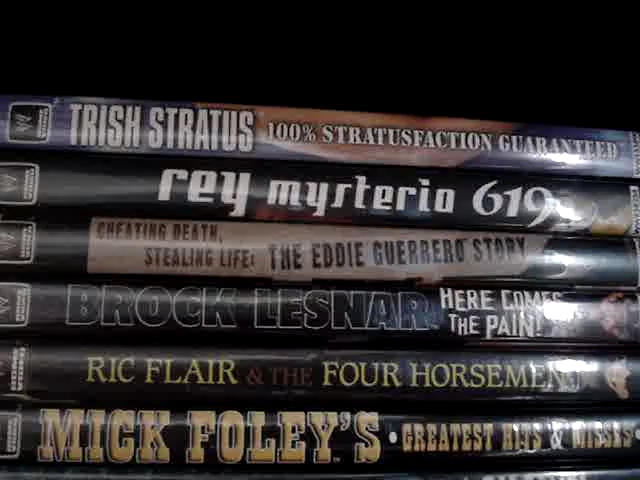 TRISH STRATUS 100% STRATUSFACTION GUARANTEED
rey mysterio 619
CHEATING DEATH,
STEALING LIFE: THE EDDIE GUERRERO STORY
BROCK LESNAR HERE COMES
THE PAIN!
RIC FLAIR & THE FOUR HORSEMEN
MICK FOLEY'S • GREATEST HITS & MISSES